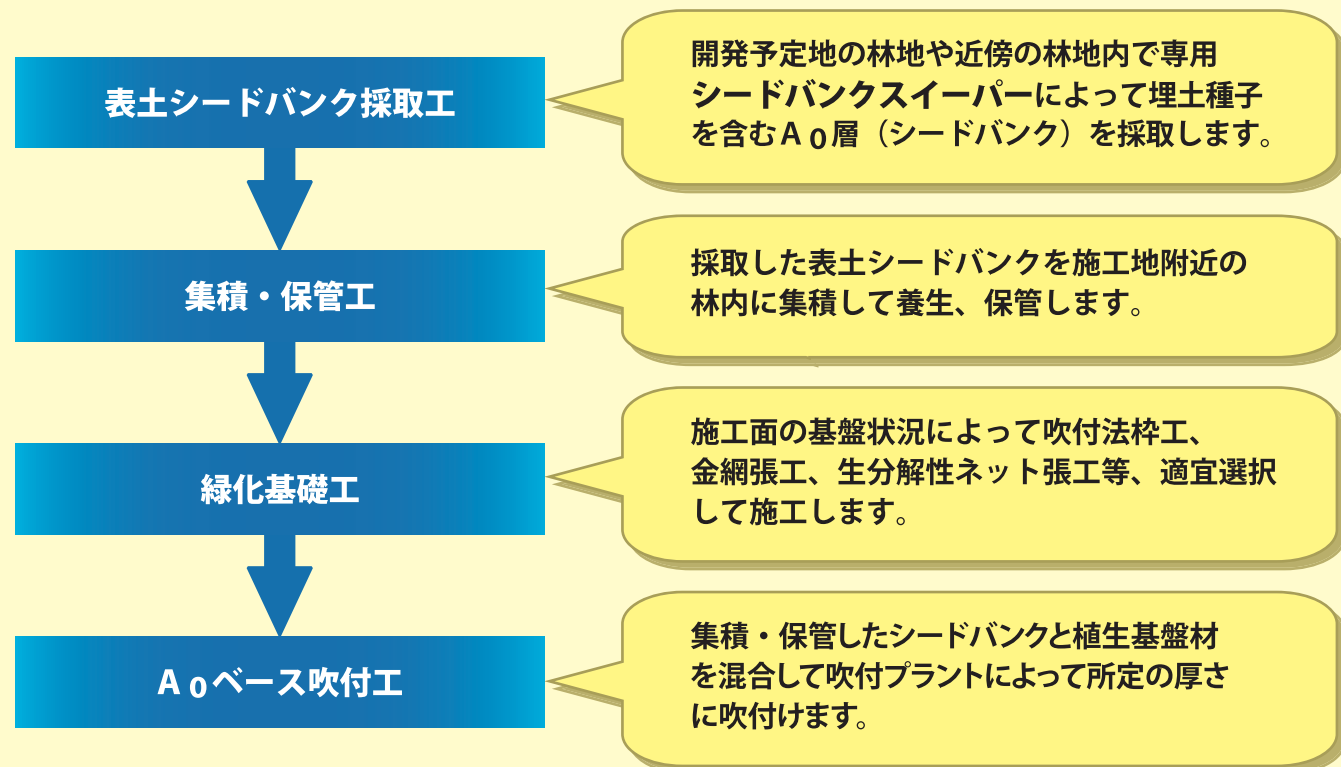 表土シードバンク採取工
開発予定地の林地や近傍の林地内で専用
シードバンクスイーパーによって埋土種子
を含むA0層（シードバンク）を採取します。
集積・保管工
採取した表土シードバンクを施工地附近の
林内に集積して養生、保管します。
緑化基礎工
施工面の基盤状況によって吹付法枠工、
金網張工、生分解性ネット張工等、適宜選択
して施工します。
A0ベース吹付工
集積・保管したシードバンクと植生基盤材
を混合して吹付プラントによって所定の厚さ
に吹付けます。